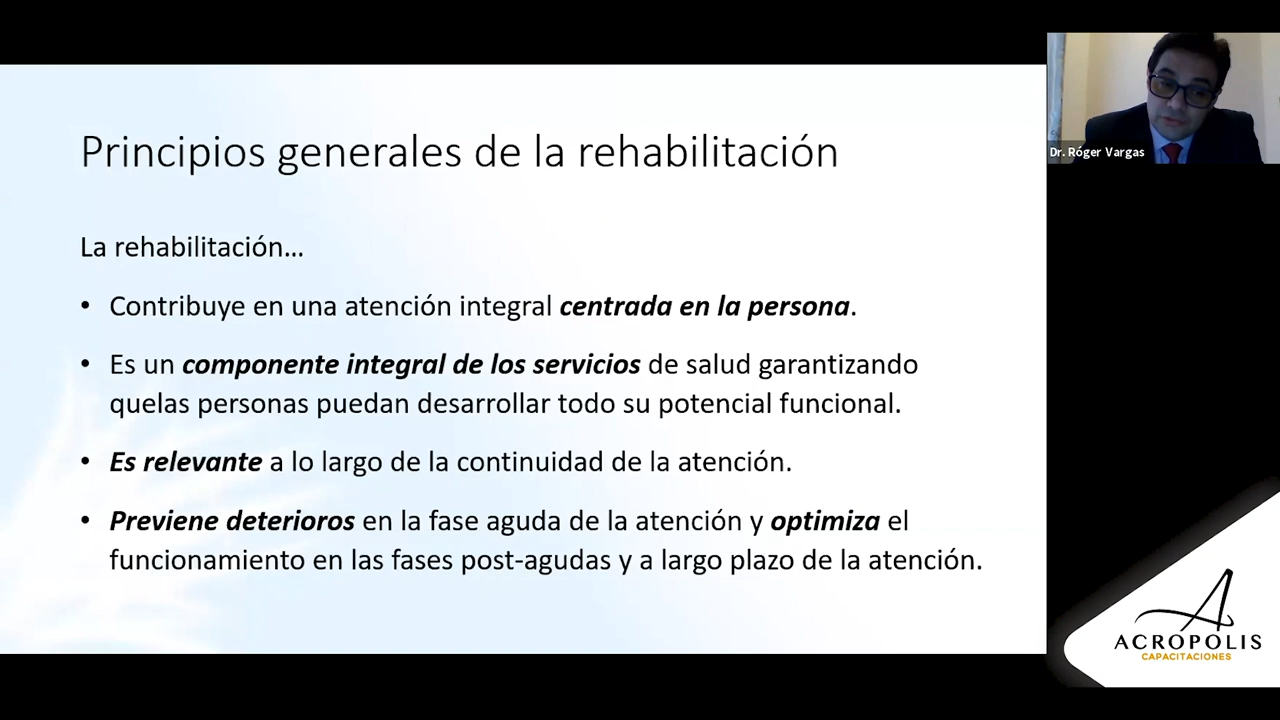 Principios generales de la rehabilitación
La rehabilitación...
• Contribuye en una atención integral centrada en la persona.
• Es un componente integral de los servicios de salud garantizando
quelas personas puedan desarrollar todo su potencial funcional.
• Es relevante a lo largo de la continuidad de la atención.
• Previene deterioros en la fase aguda de la atención y optimiza el
funcionamiento en las fases post-agudas y a largo plazo de la atención.
Dr. Róger Vargas
ACROPOLIS
CAPACITACIONES